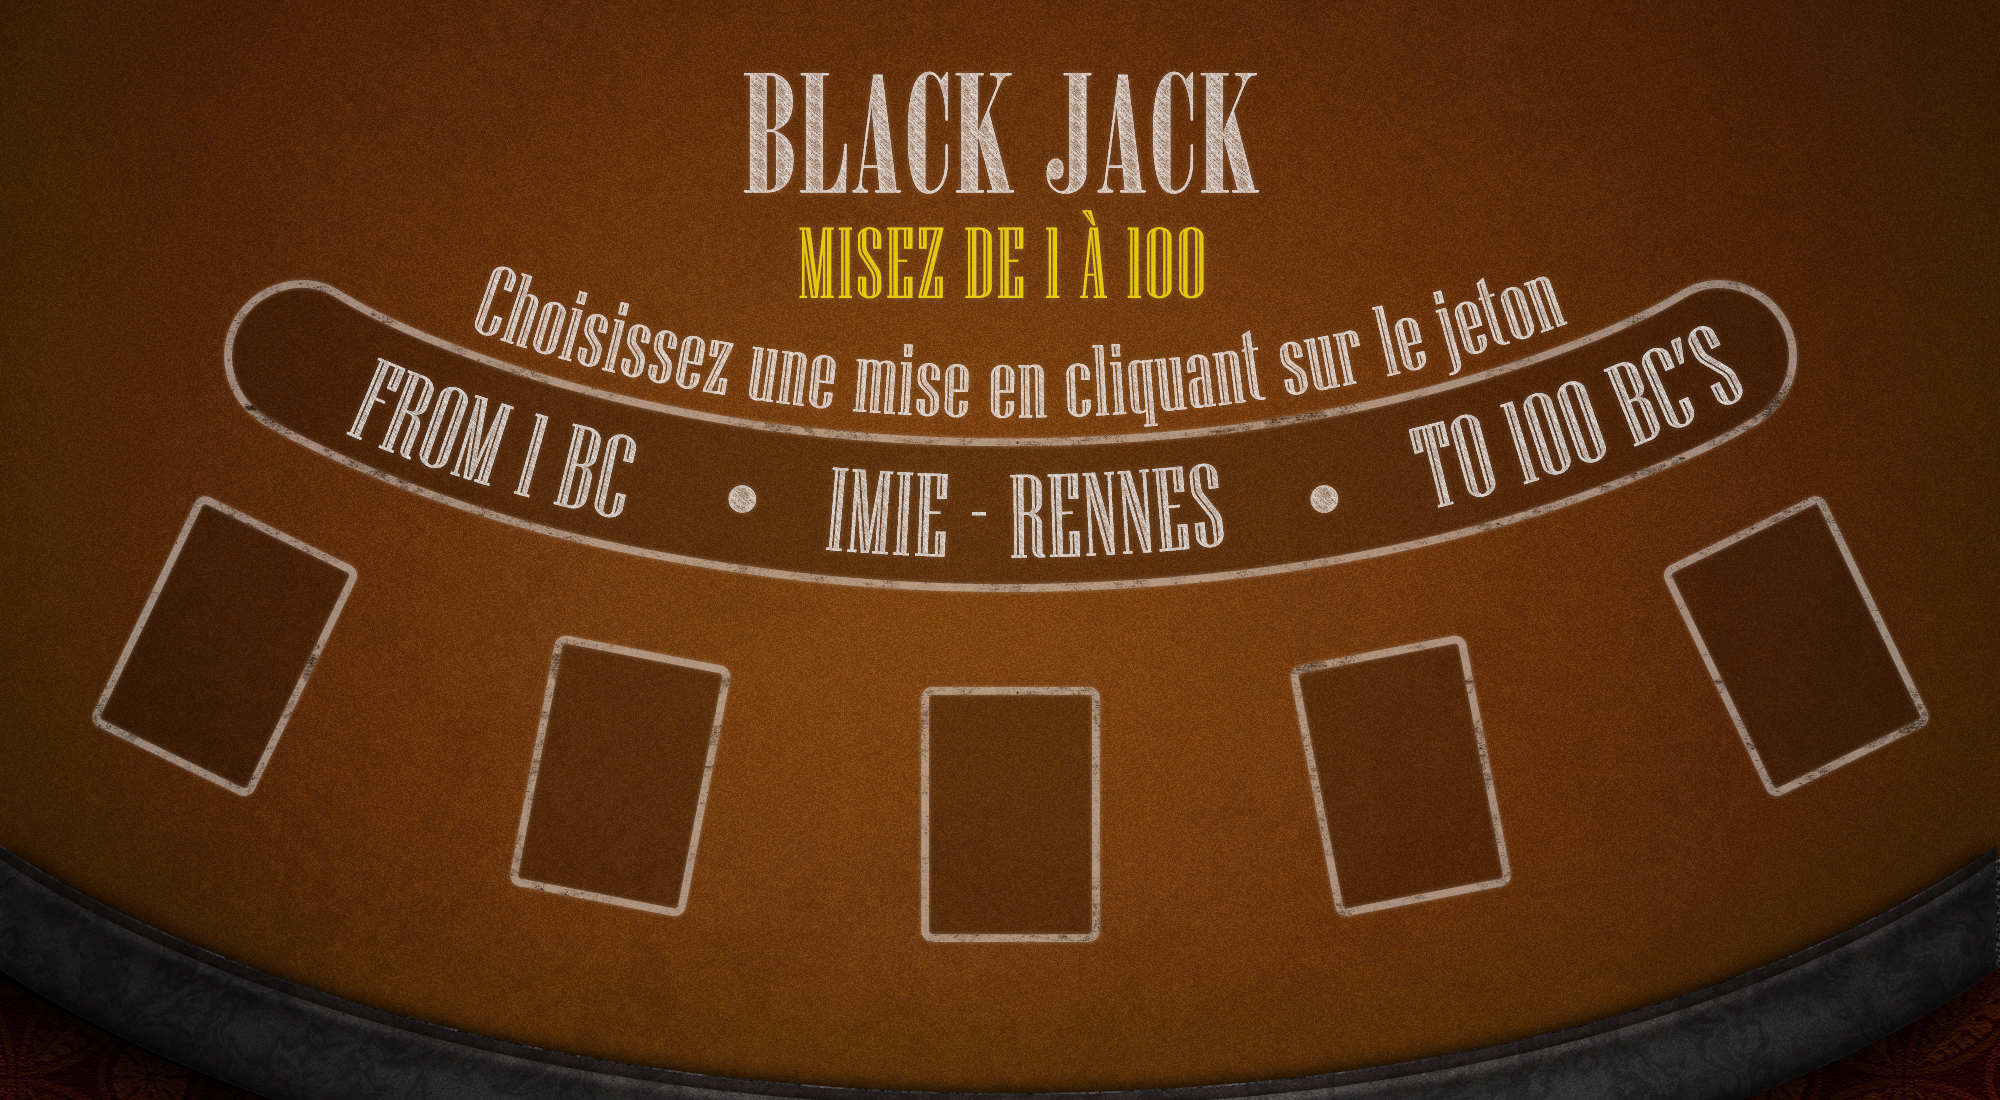 BLACK JACK
MISEZ DE 1 À 100
Choisissez une mise en cliquant sur le jeton
FROM 1 BC • IMIE - RENNES • TO 100 BC'S